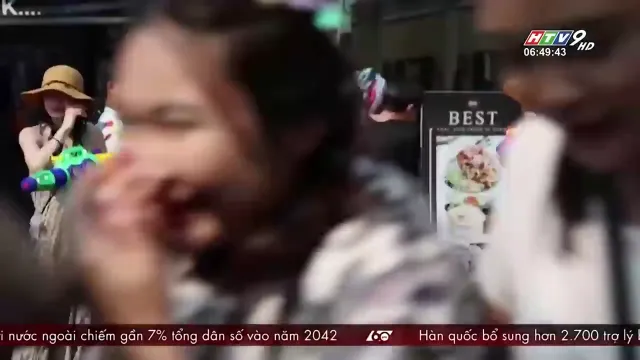 K...
HTV9 HD
06:49:43
BEST
i nước ngoài chiếm gần 7% tổng dân số vào năm 2042 60 Hàn quốc bổ sung hơn 2.700 trợ lý